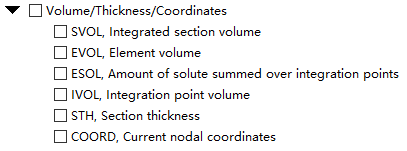 Volume/Thickness/Coordinates
SVOL, Integrated section volume
EVOL, Element volume
ESOL, Amount of solute summed over integration points
IVOL, Integration point volume
STH, Section thickness
COORD, Current nodal coordinates